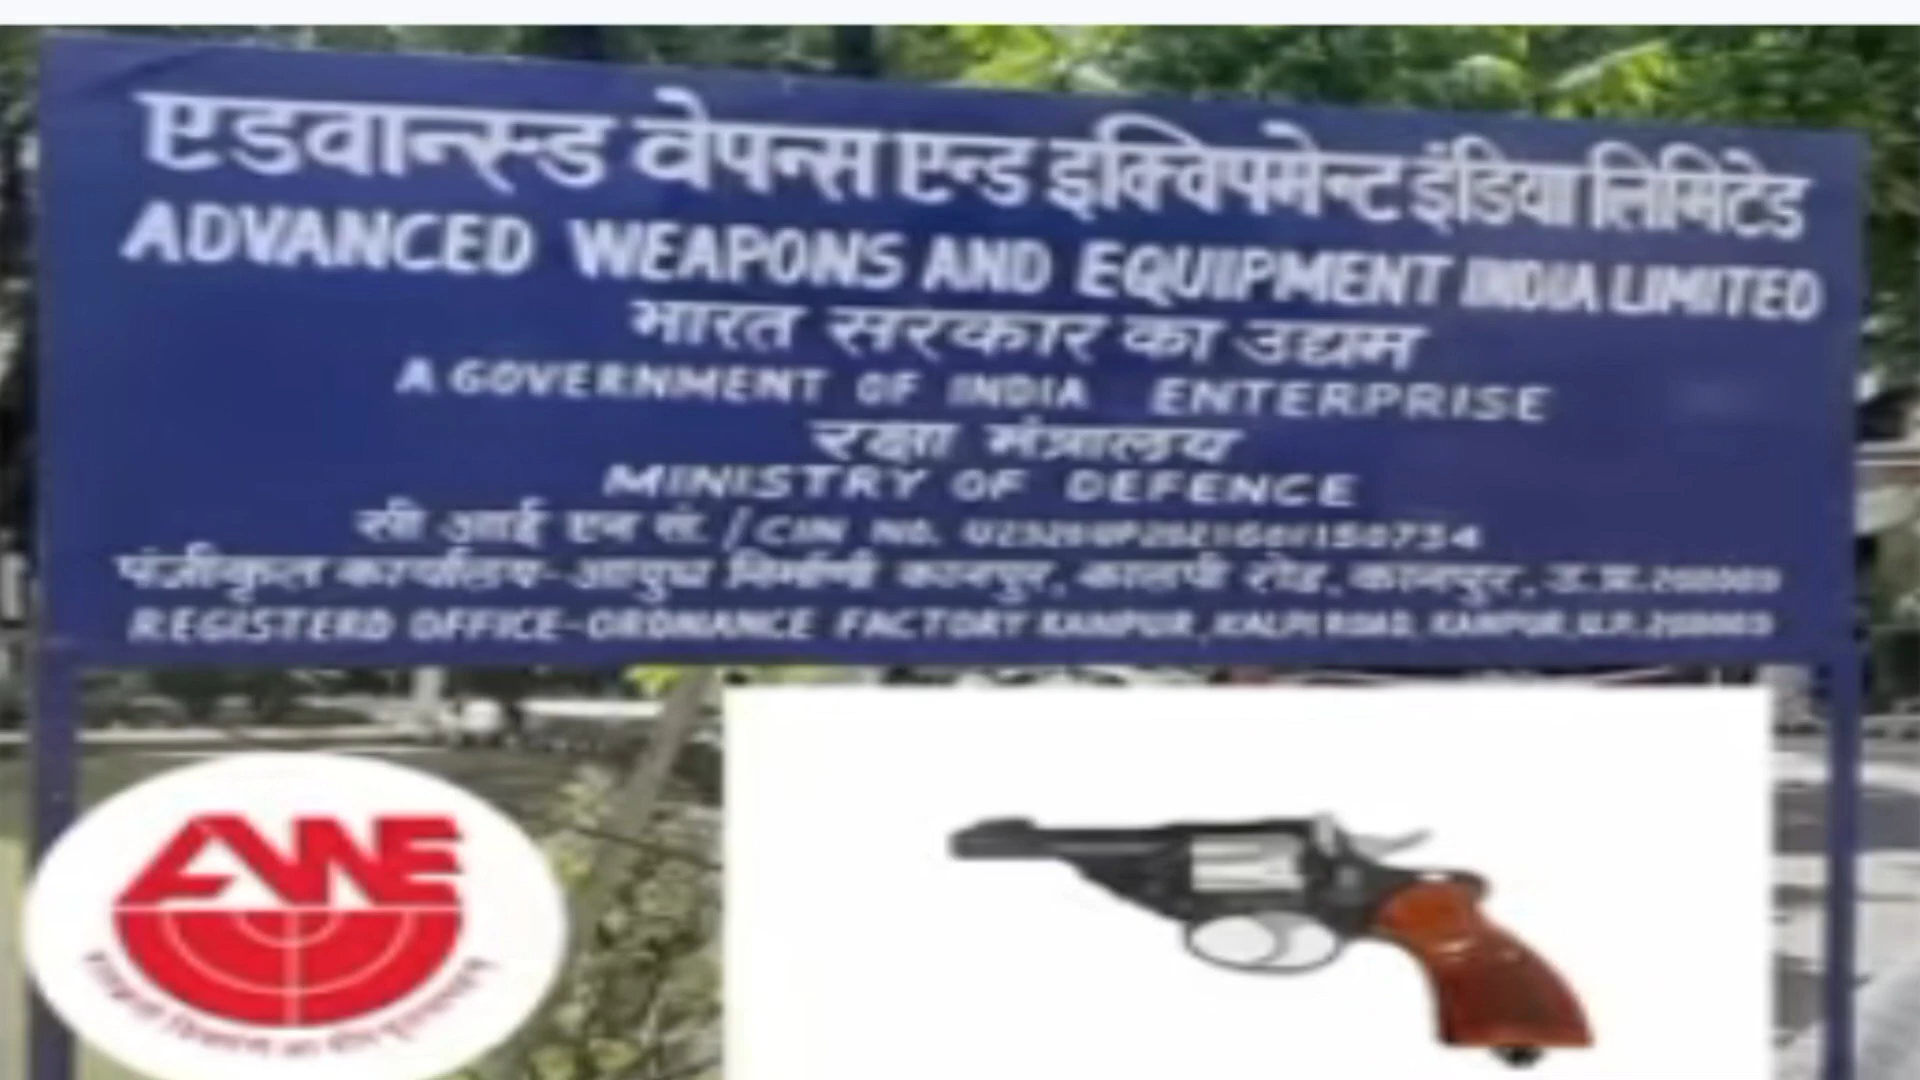 एडवान्स्ड वेपन्स एन्ड इक्विपमेन्ट इंडिया लिमिटेड
ADVANCED WEAPONS AND EQUIPMENT INDIA LIMITED
भारत सरकार का उद्यम
A GOVERNMENT OF INDIA ENTERPRISE
रक्षा मंत्रालय
MINISTRY OF DEFENCE
सी आई एन सं. / CIN NO.
पंजीकृत कार्यालय-आयुध निर्माणी कानपुर, कालपी रोड, कानपुर, उ.प्र.
REGISTERD OFFICE-ORDNANCE FACTORY KANPUR, KALPI ROAD, KANPUR, U.P.
AWE